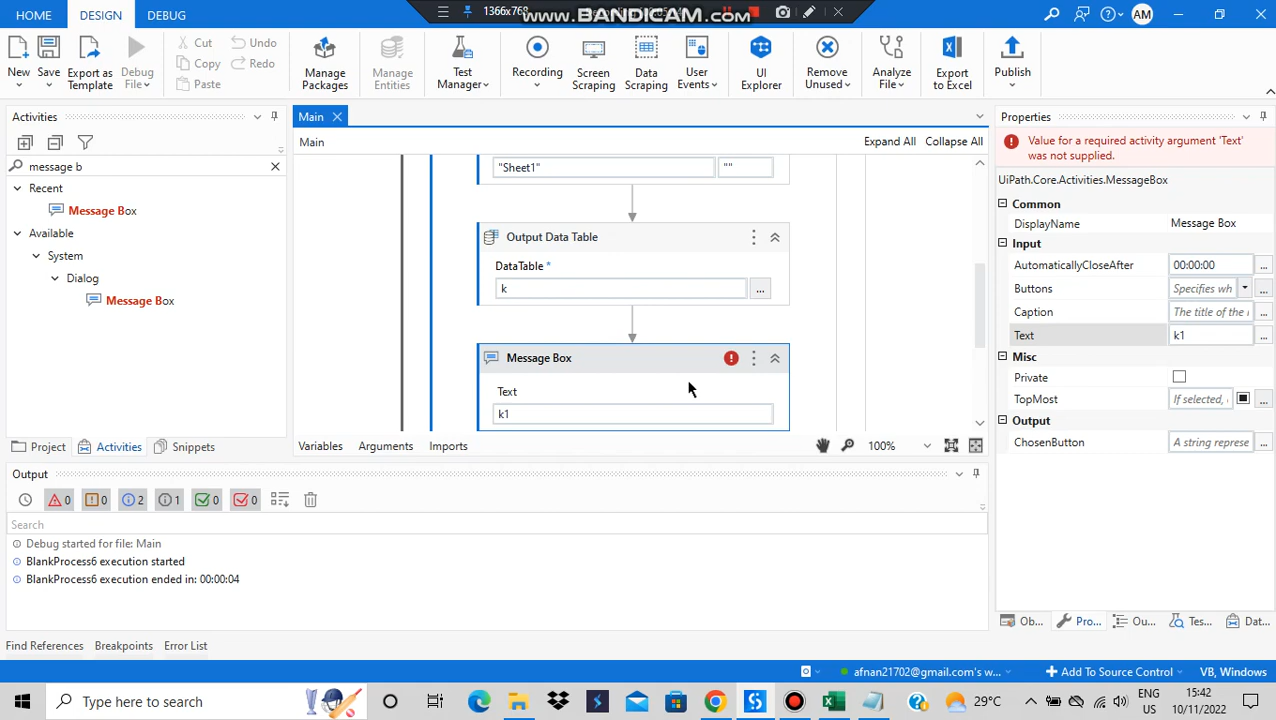 HOME DESIGN DEBUG
1366x768
www.BANDICAM.com
AM
New Save Export as Template Debug File
Cut Copy Paste Undo Redo
Manage Packages Manage Entities Test Manager Recording Screen Scraping Data Scraping User Events UI Explorer Remove Unused Analyze File Export to Excel Publish
Activities
message b
Recent
Message Box
Available
System
Dialog
Message Box
Project Activities Snippets
Main
Main Expand All Collapse All
"Sheet1" ""
Output Data Table
DataTable *
k ...
Message Box
Text
k1
Variables Arguments Imports 100%
Properties
Value for a required activity argument 'Text'
was not supplied.
UiPath.Core.Activities.MessageBox
Common
DisplayName Message Box
Input
AutomaticallyCloseAfter 00:00:00 ...
Buttons Specifies wh ...
Caption The title of the ...
Text k1 ...
Misc
Private
TopMost If selected, ...
Output
ChosenButton A string represe ...
Ob... Pro... Ou... Tes... Dat...
Output
0 0 2 1 0 0
Search
Debug started for file: Main
BlankProcess6 execution started
BlankProcess6 execution ended in: 00:00:04
Find References Breakpoints Error List
afnan21702@gmail.com's w... Add To Source Control VB, Windows
Type here to search
29°C
ENG
US
15:42
10/11/2022